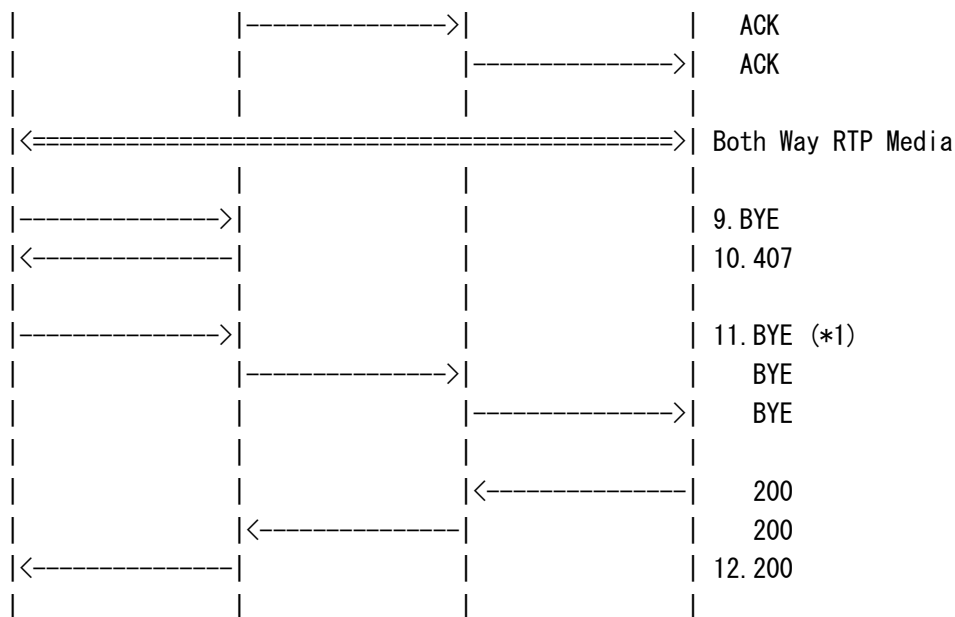 ACK
ACK
Both Way RTP Media
9.BYE
10.407
11.BYE (*1)
BYE
BYE
200
200
12.200